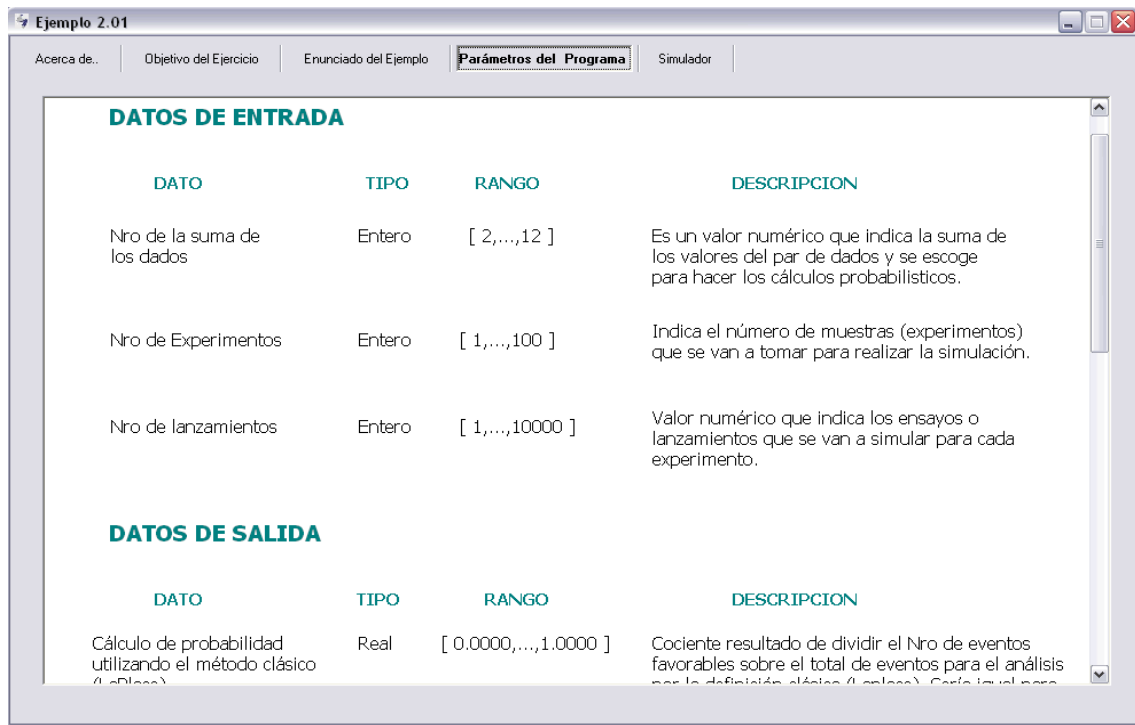 Ejemplo 2.01
Acerca de.. Objetivo del Ejercicio Enunciado del Ejemplo Parámetros del Programa Simulador
DATOS DE ENTRADA
DATO TIPO RANGO DESCRIPCION
Nro de la suma de
los dados
Entero
[ 2,...,12 ]
Es un valor numérico que indica la suma de
los valores del par de dados y se escoge
para hacer los cálculos probabilisticos.
Nro de Experimentos
Entero
[ 1,...,100 ]
Indica el número de muestras (experimentos)
que se van a tomar para realizar la simulación.
Nro de lanzamientos
Entero
[ 1,...,10000 ]
Valor numérico que indica los ensayos o
lanzamientos que se van a simular para cada
experimento.
DATOS DE SALIDA
DATO TIPO RANGO DESCRIPCION
Cálculo de probabilidad
utilizando el método clásico
Real
[ 0.0000,...,1.0000 ]
Cociente resultado de dividir el Nro de eventos
favorables sobre el total de eventos para el análisis